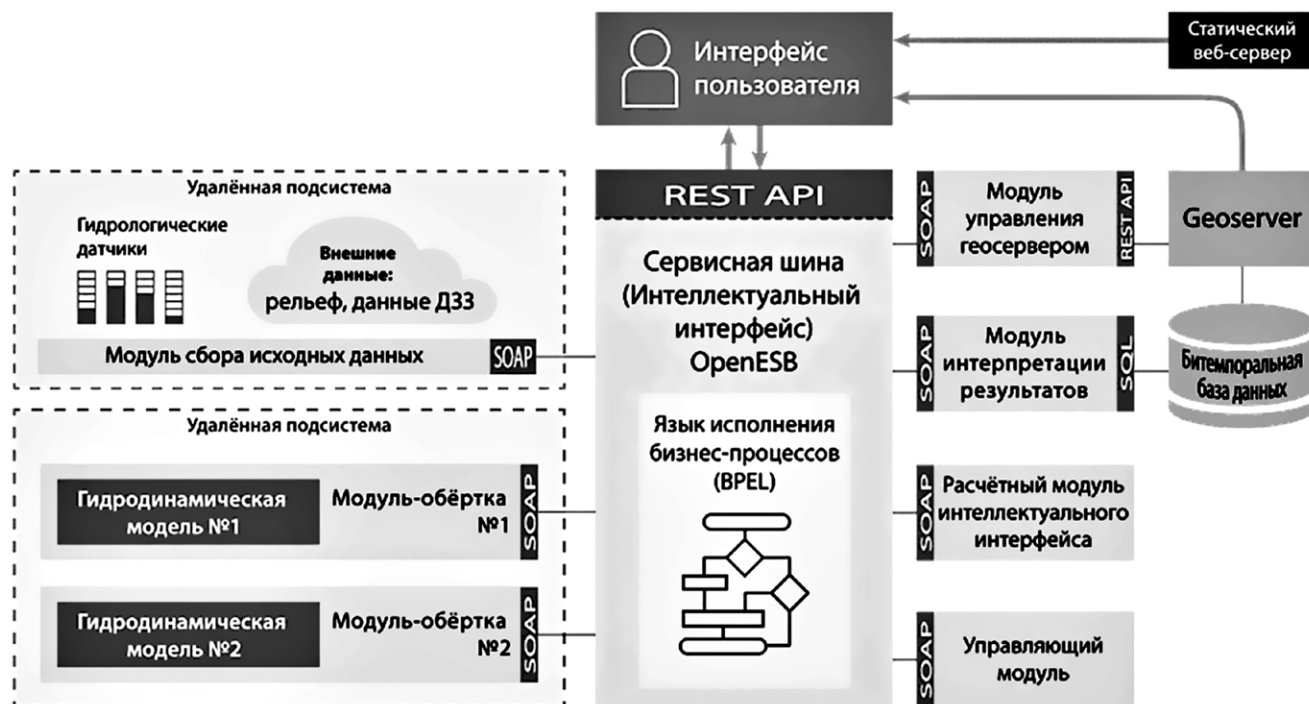 Интерфейс
пользователя
Статический
веб-сервер
Удалённая подсистема
Гидрологические
датчики
Внешние
данные:
рельеф, данные ДЗЗ
Модуль сбора исходных данных
SOAP
Удалённая подсистема
Гидродинамическая
модель №1
Модуль-обёртка
№1
SOAP
Гидродинамическая
модель №2
Модуль-обёртка
№2
SOAP
REST API
Сервисная шина
(Интеллектуальный
интерфейс)
OpenESB
Язык исполнения
бизнес-процессов
(BPEL)
SOAP
Модуль
управления
геосервером
REST API
Geoserver
SOAP
Модуль
интерпретации
результатов
SQL
Битемпоральная
база данных
SOAP
Расчётный модуль
интеллектуального
интерфейса
SOAP
Управляющий
модуль